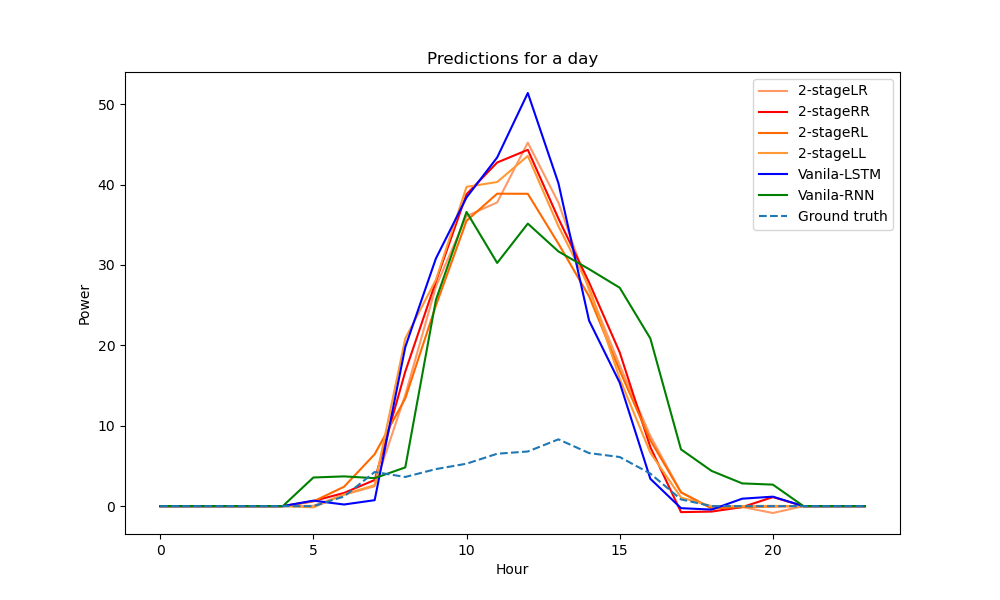 Predictions for a day
50
40
30
20
10
0
Power
0 5 10 15 20
Hour
2-stageLR
2-stageRR
2-stageRL
2-stageLL
Vanila-LSTM
Vanila-RNN
Ground truth